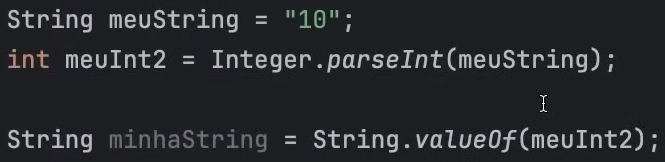 String meuString = "10";
int meuInt2 = Integer.parseInt(meuString);
String minhaString = String.valueOf(meuInt2);